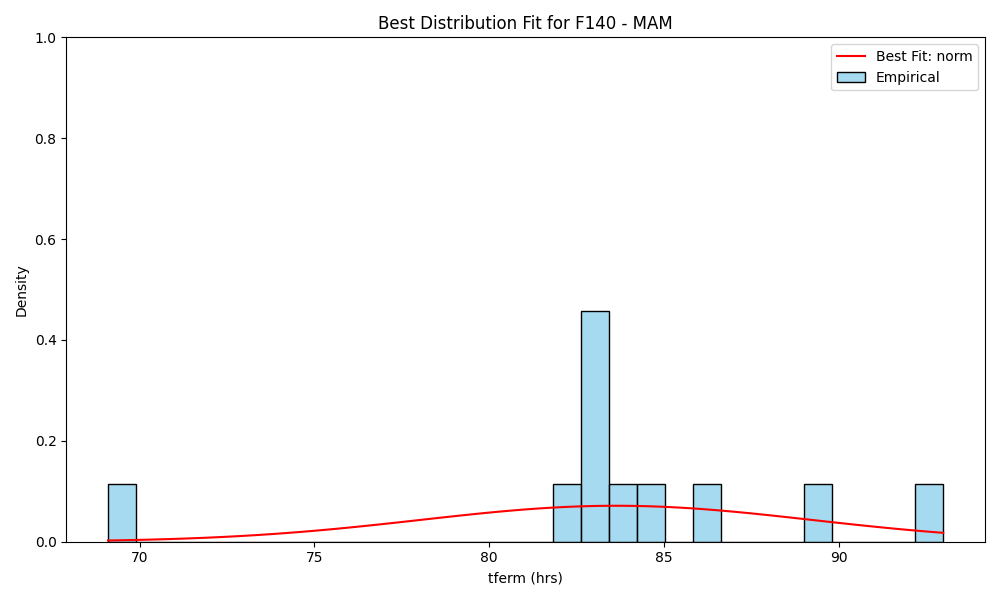 Best Distribution Fit for F140 - MAM
1.0
0.8
0.6
0.4
0.2
0.0
Density
Best Fit: norm
Empirical
70
75
80
85
90
tferm (hrs)